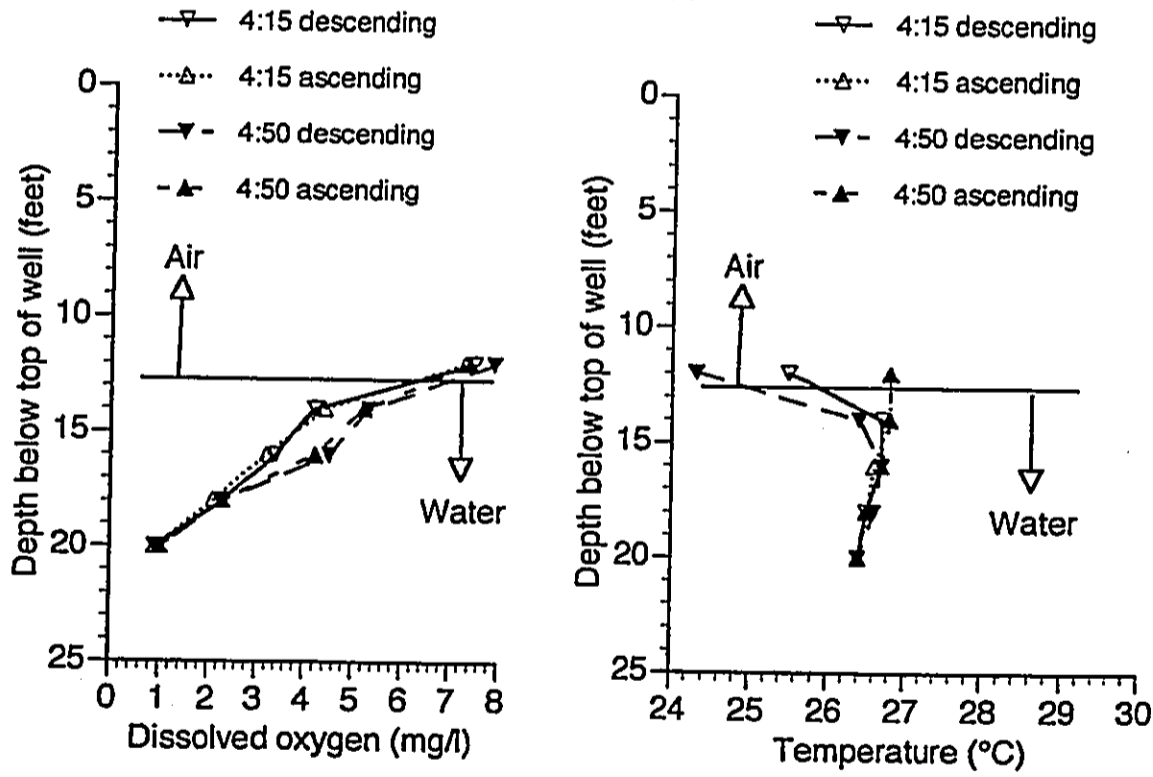 4:15 descending
4:15 ascending
4:50 descending
4:50 ascending
0
5
10
15
20
25
Depth below top of well (feet)
Air
Water
0 1 2 3 4 5 6 7 8
Dissolved oxygen (mg/l)
4:15 descending
4:15 ascending
4:50 descending
4:50 ascending
0
5
10
15
20
25
Depth below top of well (feet)
Air
Water
24 25 26 27 28 29 30
Temperature (°C)